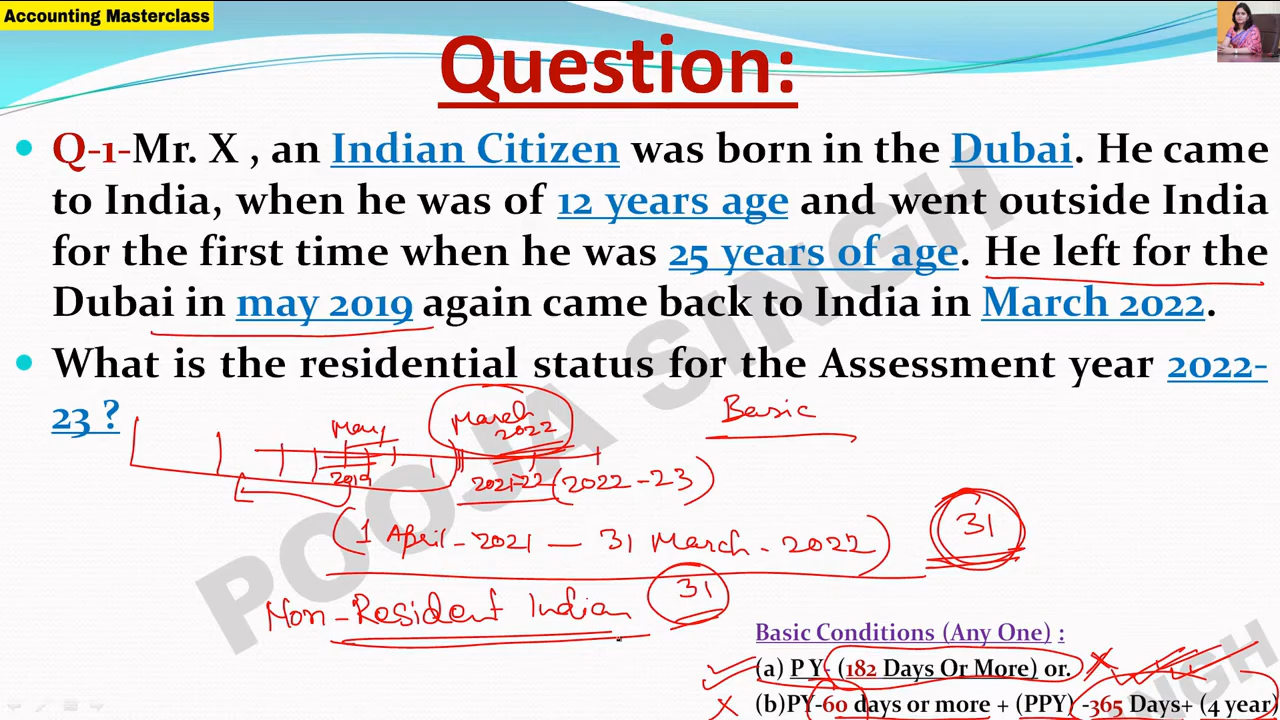 Accounting Masterclass
Question:
Q-1-Mr. X , an Indian Citizen was born in the Dubai. He came
to India, when he was of 12 years age and went outside India
for the first time when he was 25 years of age. He left for the
Dubai in may 2019 again came back to India in March 2022.
What is the residential status for the Assessment year 2022-
23 ?
May
March
2022
Basic
2019
2021-22
(2022-23)
(1 April-2021 — 31 March-2022)
31
Non-Resident Indian
31
Basic Conditions (Any One) :
(a) P Y- (182 Days Or More) or.
(b)PY-60 days or more + (PPY) -365 Days+ (4 year)
POOJA SINGH